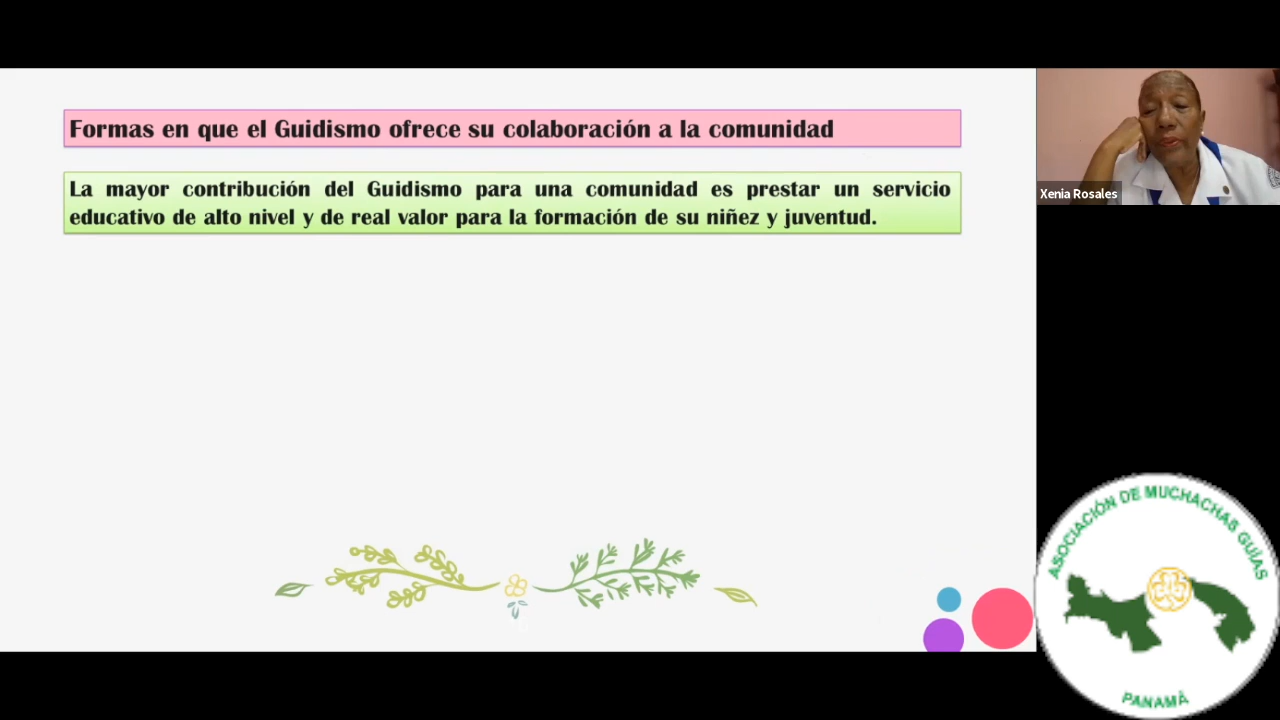 Formas en que el Guidismo ofrece su colaboración a la comunidad
La mayor contribución del Guidismo para una comunidad es prestar un servicio
educativo de alto nivel y de real valor para la formación de su niñez y juventud.
Xenia Rosales
ASOCIACIÓN DE MUCHACHAS GUÍAS
PANAMÁ